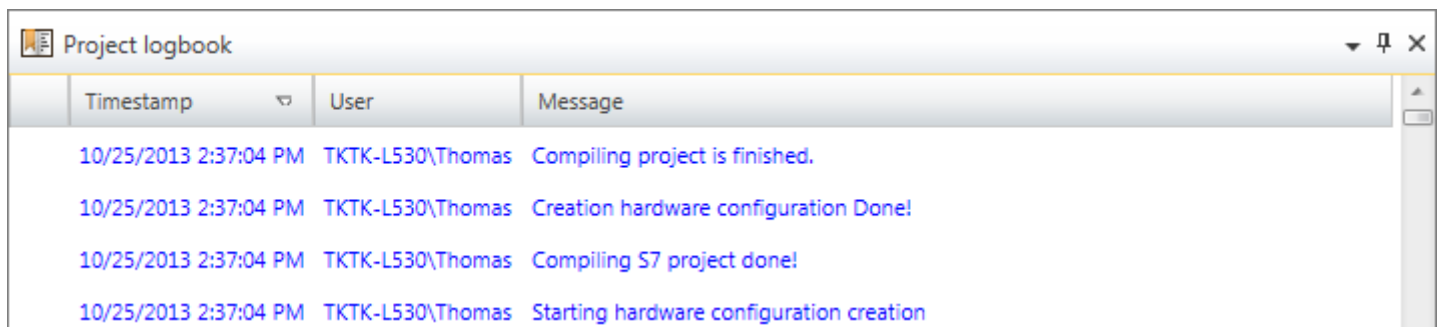 Project logbook
Timestamp User Message
10/25/2013 2:37:04 PM TKTK-L530\Thomas Compiling project is finished.
10/25/2013 2:37:04 PM TKTK-L530\Thomas Creation hardware configuration Done!
10/25/2013 2:37:04 PM TKTK-L530\Thomas Compiling S7 project done!
10/25/2013 2:37:04 PM TKTK-L530\Thomas Starting hardware configuration creation